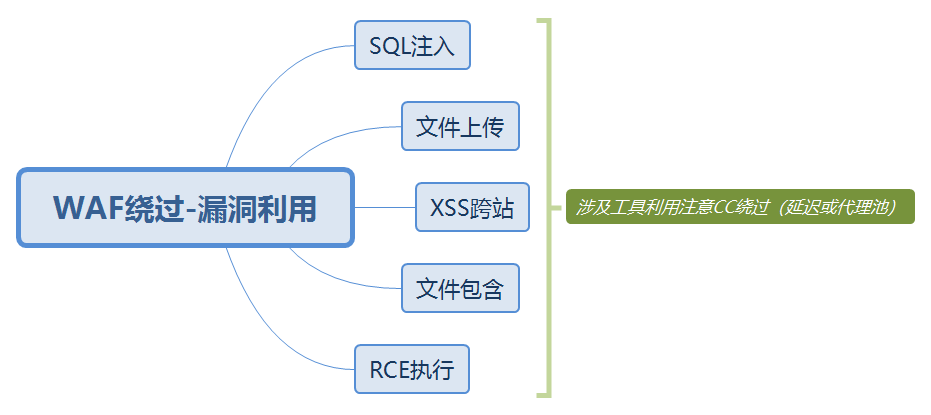 SQL注入
文件上传
WAF绕过-漏洞利用
XSS跨站
涉及工具利用注意CC绕过（延迟或代理池）
文件包含
RCE执行